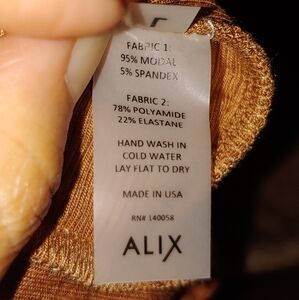 FABRIC 1:
95% MODAL
5% SPANDEX
FABRIC 2:
78% POLYAMIDE
22% ELASTANE
HAND WASH IN
COLD WATER
LAY FLAT TO DRY
MADE IN USA
RN# 140058
ALIX